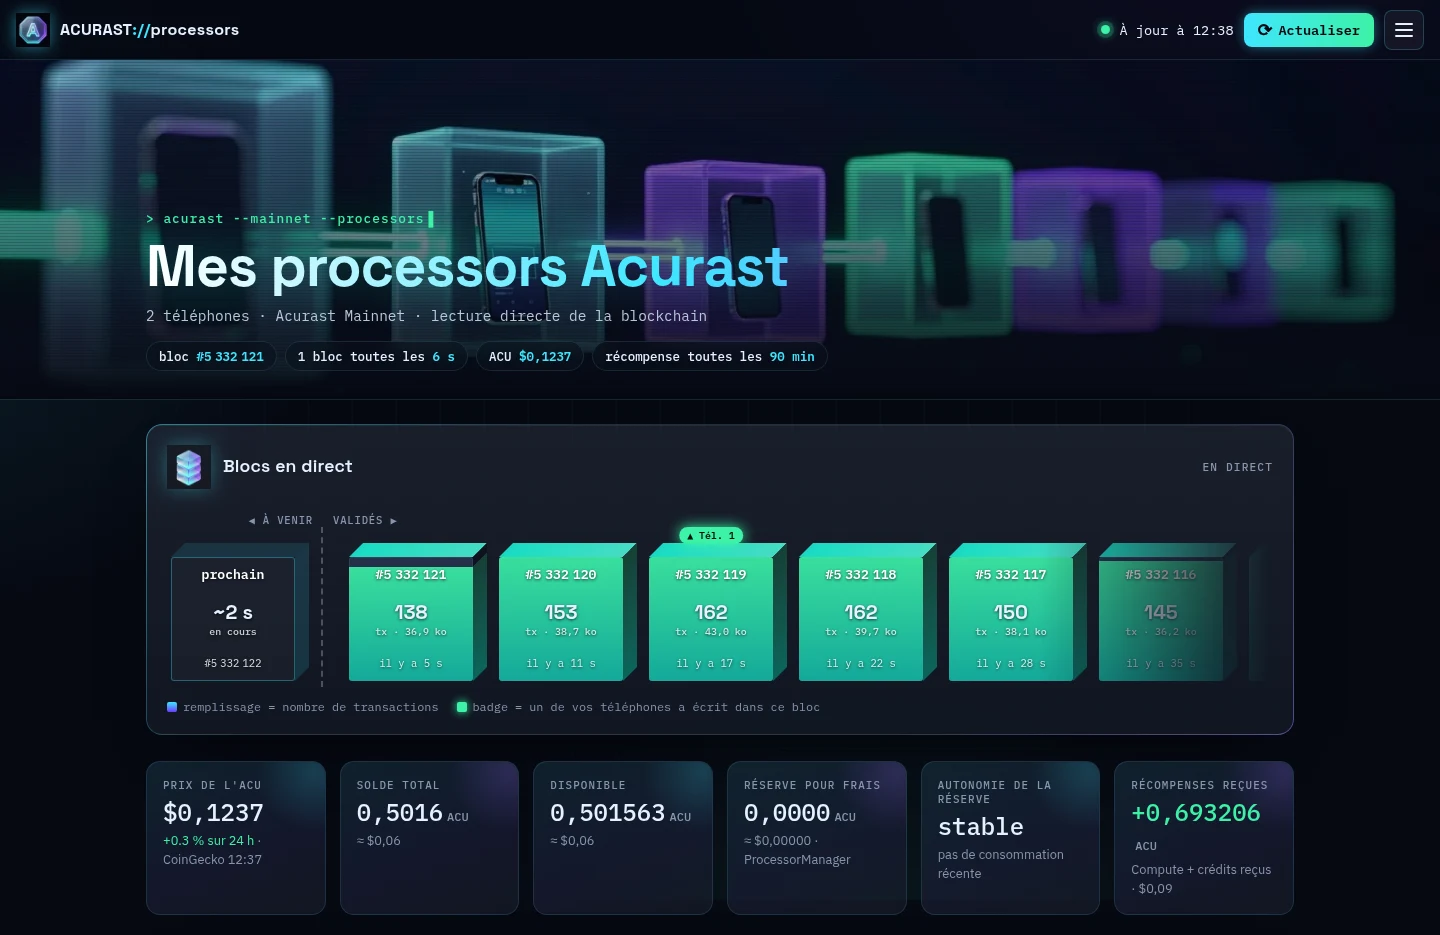 ACURAST://processors
À jour à 12:38
⟳ Actualiser
> acurast --mainnet --processors
Mes processors Acurast
2 téléphones · Acurast Mainnet · lecture directe de la blockchain
bloc #5 332 121
1 bloc toutes les 6 s
ACU $0,1237
récompense toutes les 90 min
Blocs en direct
EN DIRECT
◀ À VENIR
VALIDÉS ▶
▲ Tél. 1
prochain
~2 s
en cours
#5 332 122
#5 332 121
138
tx · 36,9 ko
il y a 5 s
#5 332 120
153
tx · 38,7 ko
il y a 11 s
#5 332 119
162
tx · 43,0 ko
il y a 17 s
#5 332 118
162
tx · 39,7 ko
il y a 22 s
#5 332 117
150
tx · 38,1 ko
il y a 28 s
#5 332 116
145
tx · 36,2 ko
il y a 35 s
remplissage = nombre de transactions
badge = un de vos téléphones a écrit dans ce bloc
PRIX DE L'ACU
$0,1237
+0.3 % sur 24 h ·
CoinGecko 12:37
SOLDE TOTAL
0,5016 ACU
≈ $0,06
DISPONIBLE
0,501563 ACU
≈ $0,06
RÉSERVE POUR FRAIS
0,0000 ACU
≈ $0,00000 ·
ProcessorManager
AUTONOMIE DE LA
RÉSERVE
stable
pas de consommation
récente
RÉCOMPENSES REÇUES
+0,693206
ACU
Compute + crédits reçus
· $0,09